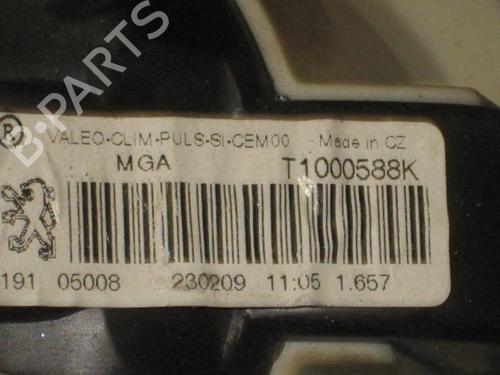 B-PARTS
® VALEO-CLIM-PULS-SI-CEM00 - Made in CZ
MGA T1000588K
191 05008 230209 11:05 1.657